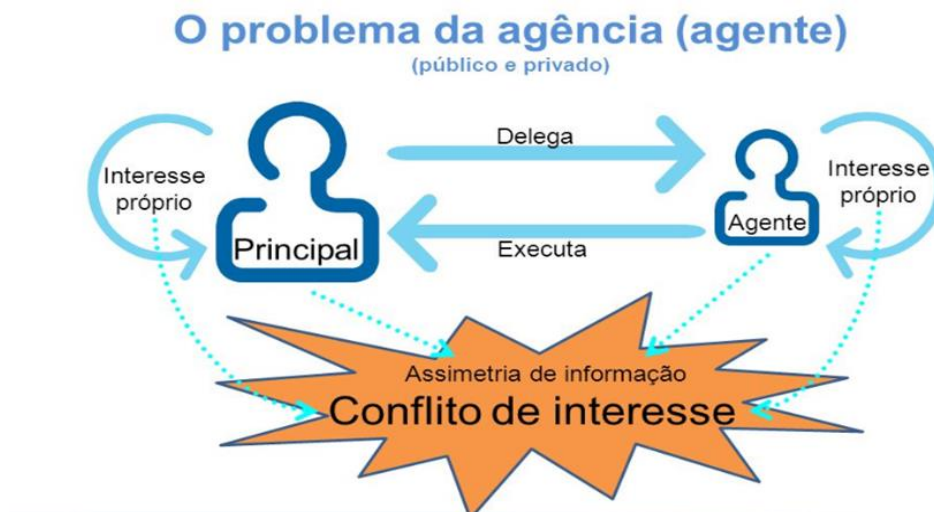 O problema da agência (agente)
(público e privado)
Delega
Interesse
próprio
Principal
Executa
Agente
Interesse
próprio
Assimetria de informação
Conflito de interesse